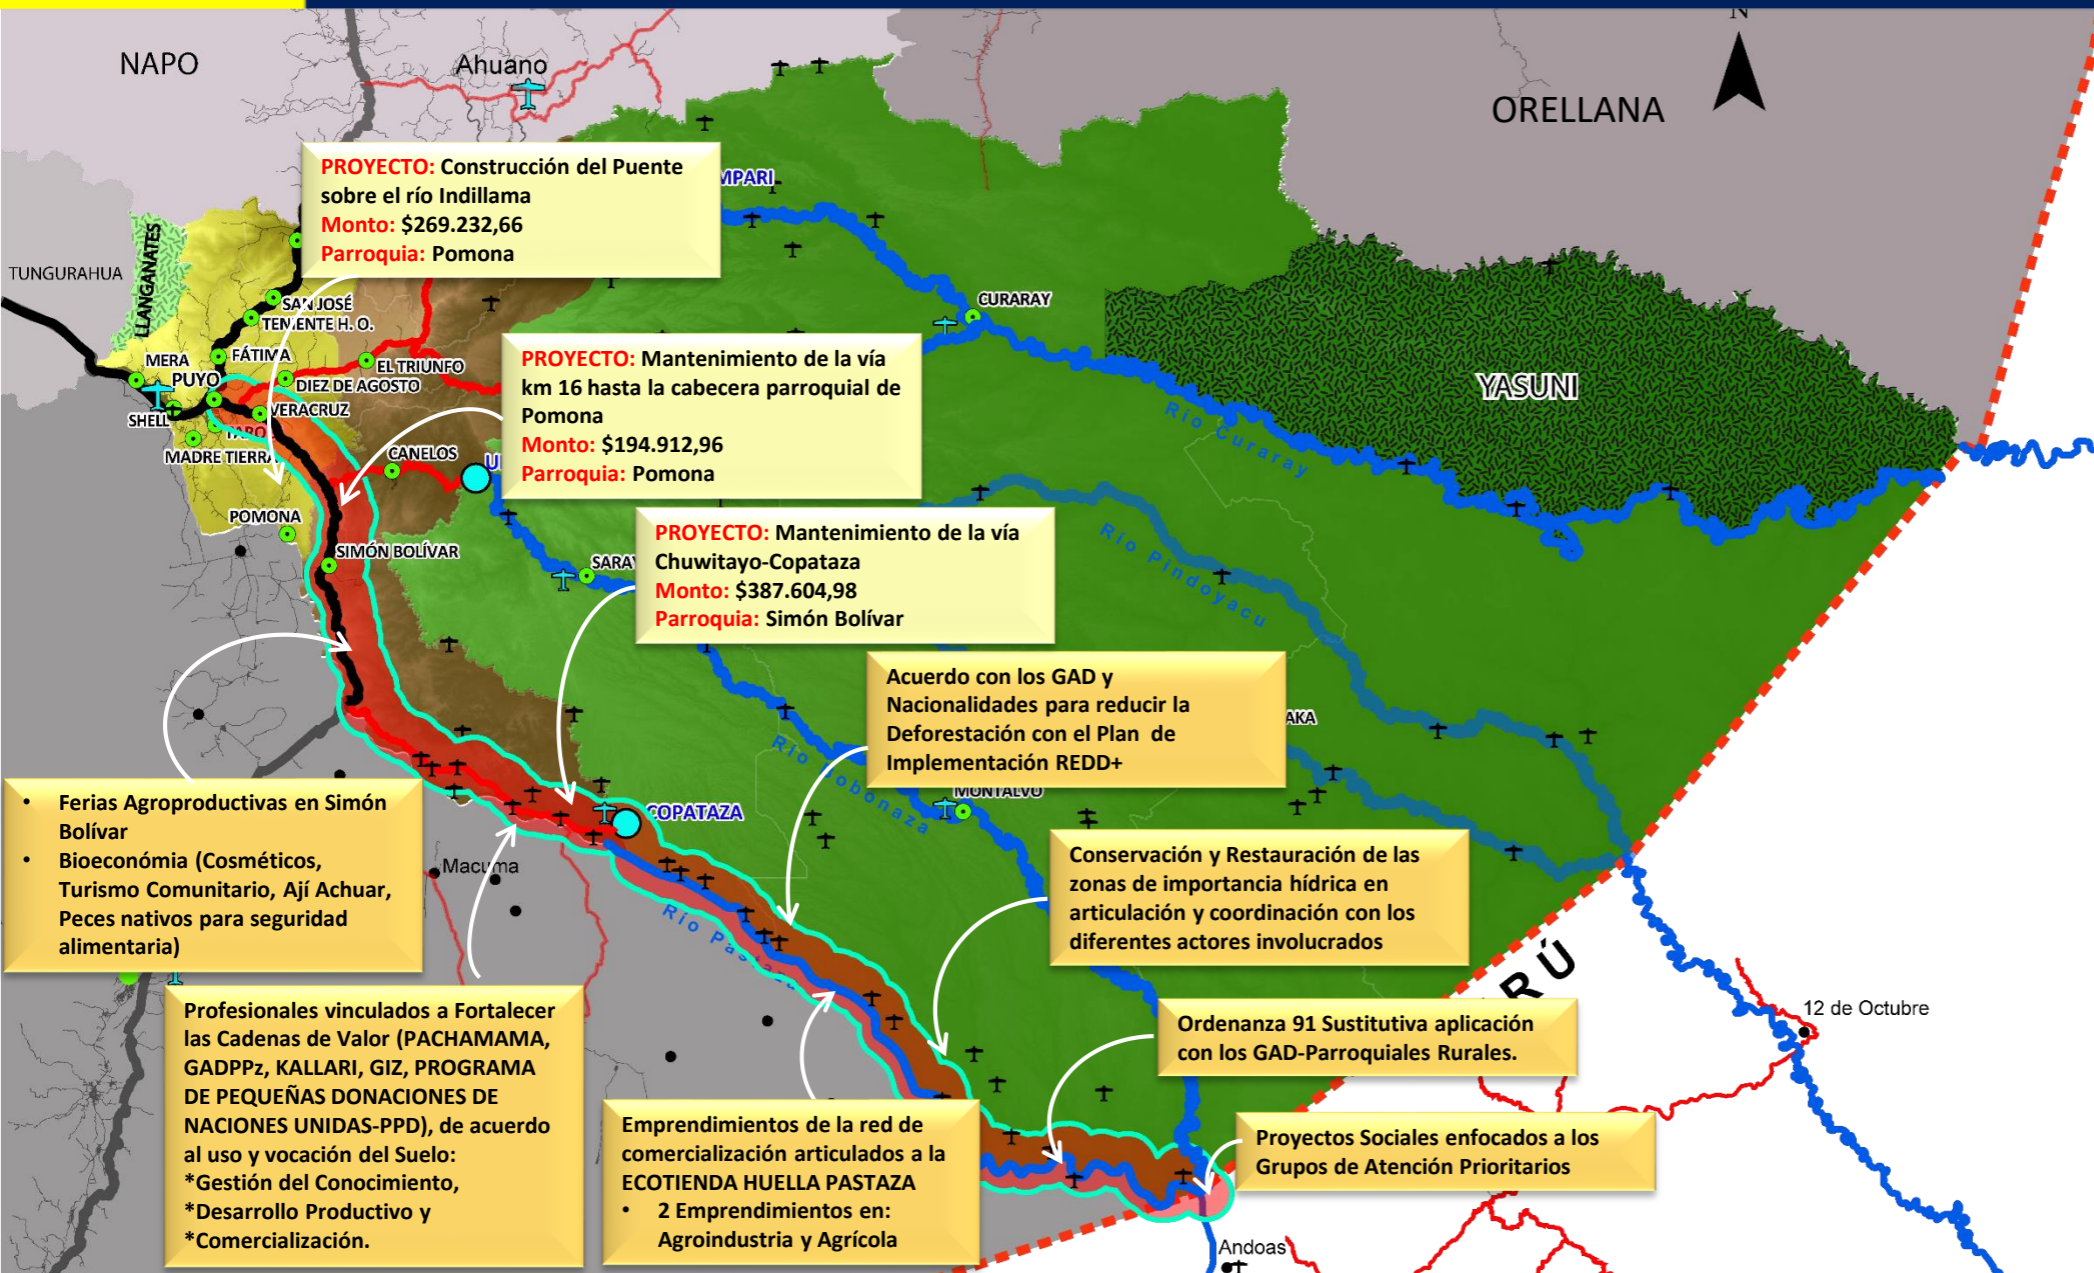 N
NAPO
Ahuano
ORELLANA
PROYECTO: Construcción del Puente
sobre el río Indillama
Monto: $269.232,66
Parroquia: Pomona
MPARI
TUNGURAHUA
LLANGANATES
SAN JOSÉ
TENIENTE H. O.
CURARAY
MERA
FÁTIMA
PUYO
EL TRIUNFO
DIEZ DE AGOSTO
SHELL
VERACRUZ
TARQ
MADRE TIERRA
CANELOS
PROYECTO: Mantenimiento de la vía
km 16 hasta la cabecera parroquial de
Pomona
Monto: $194.912,96
Parroquia: Pomona
YASUNI
Río Curaray
POMONA
SIMÓN BOLÍVAR
SARAY
PROYECTO: Mantenimiento de la vía
Chuwitayo-Copataza
Monto: $387.604,98
Parroquia: Simón Bolívar
Río Pindoyacu
Acuerdo con los GAD y
Nacionalidades para reducir la
Deforestación con el Plan de
Implementación REDD+
AKA
Río Bobonaza
MONTALVO
COPATAZA
• Ferias Agroproductivas en Simón
Bolívar
• Bioeconómia (Cosméticos,
Turismo Comunitario, Ají Achuar,
Peces nativos para seguridad
alimentaria)
Macuma
Río Pastaza
Conservación y Restauración de las
zonas de importancia hídrica en
articulación y coordinación con los
diferentes actores involucrados
RÚ
12 de Octubre
Profesionales vinculados a Fortalecer
las Cadenas de Valor (PACHAMAMA,
GADPPz, KALLARI, GIZ, PROGRAMA
DE PEQUEÑAS DONACIONES DE
NACIONES UNIDAS-PPD), de acuerdo
al uso y vocación del Suelo:
*Gestión del Conocimiento,
*Desarrollo Productivo y
*Comercialización.
Ordenanza 91 Sustitutiva aplicación
con los GAD-Parroquiales Rurales.
Emprendimientos de la red de
comercialización articulados a la
ECOTIENDA HUELLA PASTAZA
• 2 Emprendimientos en:
Agroindustria y Agrícola
Proyectos Sociales enfocados a los
Grupos de Atención Prioritarios
Andoas